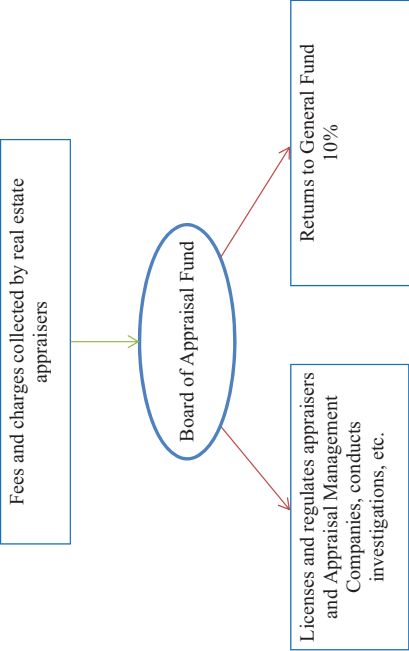 Fees and charges collected by real estate
appraisers
Board of Appraisal Fund
Licenses and regulates appraisers
and Appraisal Management
Companies, conducts
investigations, etc.
Returns to General Fund
10%